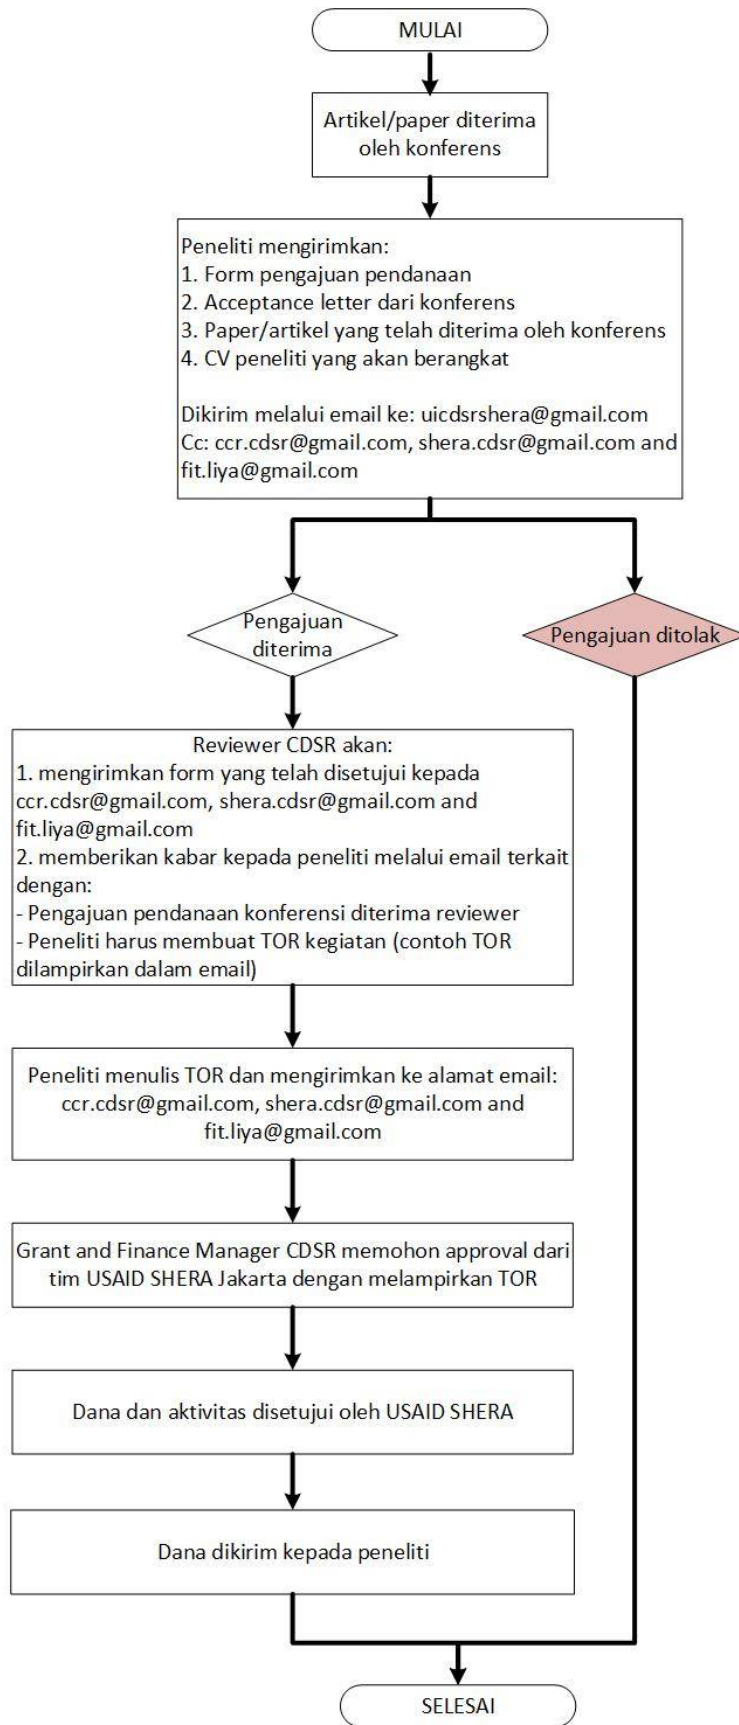 MULAI
Artikel/paper diterima
oleh konferens
Peneliti mengirimkan:
1. Form pengajuan pendanaan
2. Acceptance letter dari konferens
3. Paper/artikel yang telah diterima oleh konferens
4. CV peneliti yang akan berangkat
Dikirim melalui email ke: uicdsrshera@gmail.com
Cc: ccr.cdsr@gmail.com, shera.cdsr@gmail.com and
fit.liya@gmail.com
Pengajuan
diterima
Pengajuan ditolak
Reviewer CDSR akan:
1. mengirimkan form yang telah disetujui kepada
ccr.cdsr@gmail.com, shera.cdsr@gmail.com and
fit.liya@gmail.com
2. memberikan kabar kepada peneliti melalui email terkait
dengan:
- Pengajuan pendanaan konferensi diterima reviewer
- Peneliti harus membuat TOR kegiatan (contoh TOR
dilampirkan dalam email)
Peneliti menulis TOR dan mengirimkan ke alamat email:
ccr.cdsr@gmail.com, shera.cdsr@gmail.com and
fit.liya@gmail.com
Grant and Finance Manager CDSR memohon approval dari
tim USAID SHERA Jakarta dengan melampirkan TOR
Dana dan aktivitas disetujui oleh USAID SHERA
Dana dikirim kepada peneliti
SELESAI